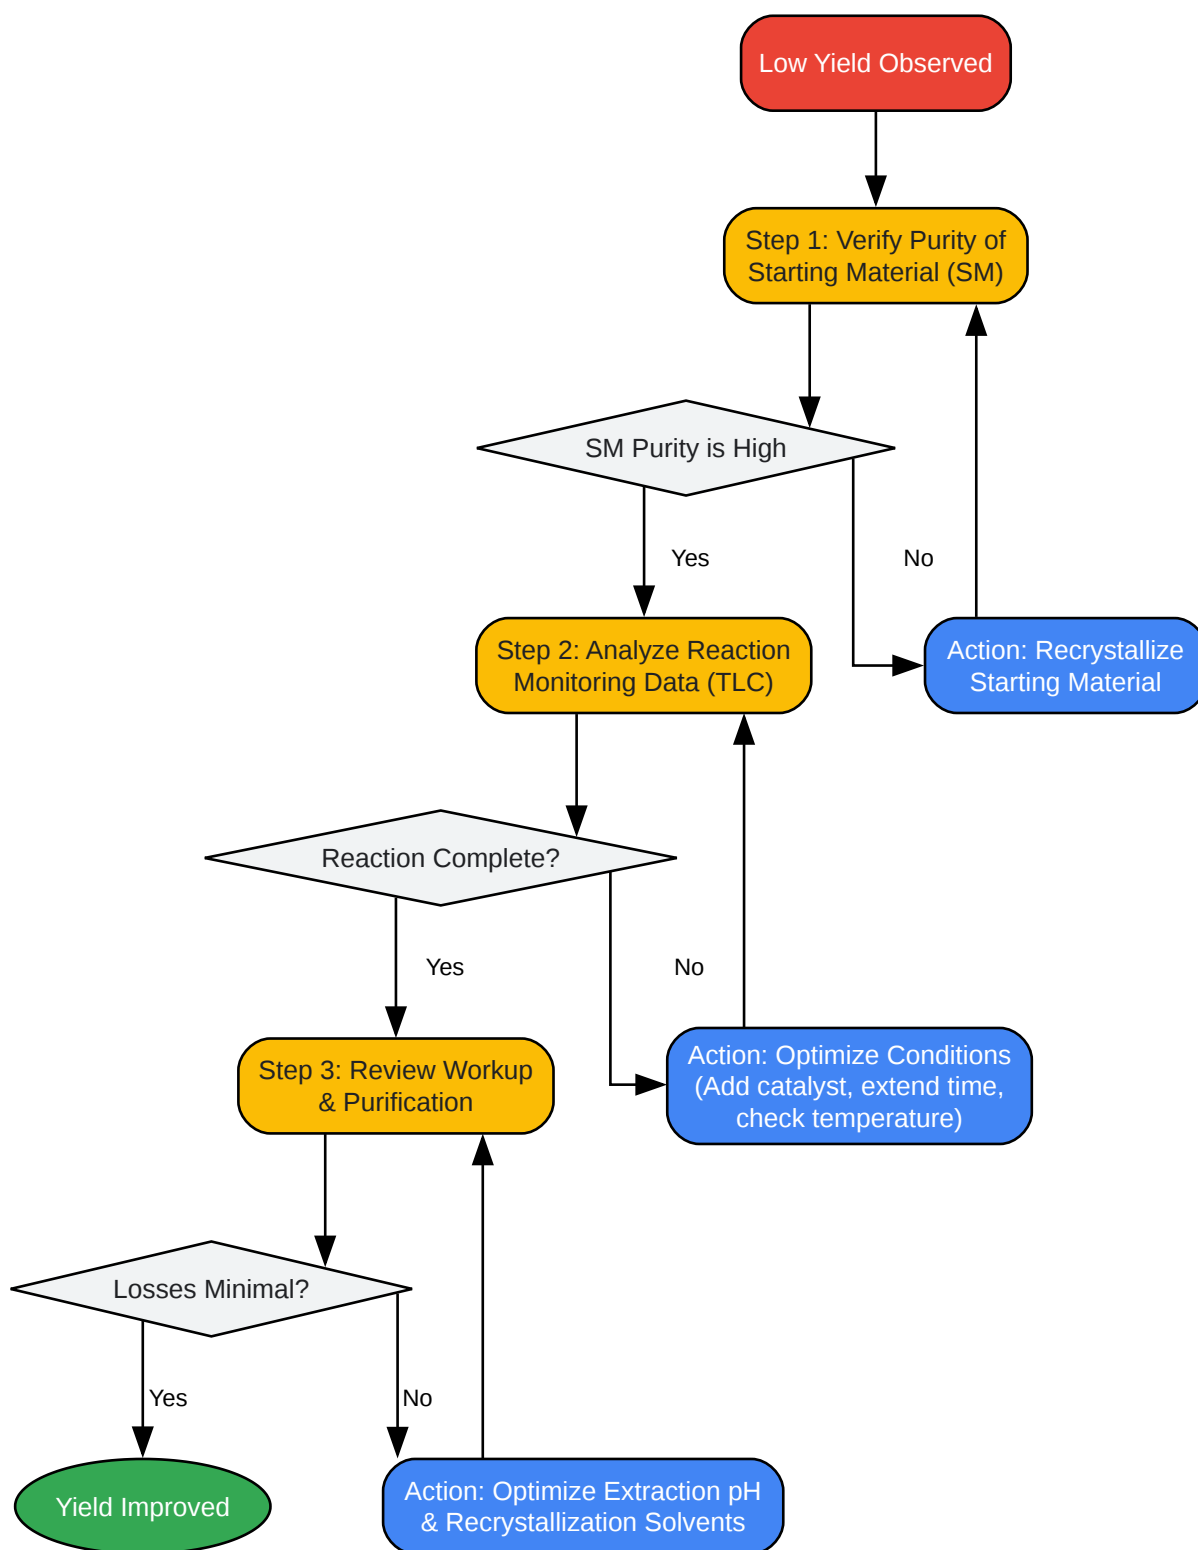 Low Yield Observed
Step 1: Verify Purity of
Starting Material (SM)
SM Purity is High
Yes
No
Step 2: Analyze Reaction
Monitoring Data (TLC)
Action: Recrystallize
Starting Material
Reaction Complete?
Yes
No
Step 3: Review Workup
& Purification
Action: Optimize Conditions
(Add catalyst, extend time,
check temperature)
Losses Minimal?
Yes
No
Yield Improved
Action: Optimize Extraction pH
& Recrystallization Solvents